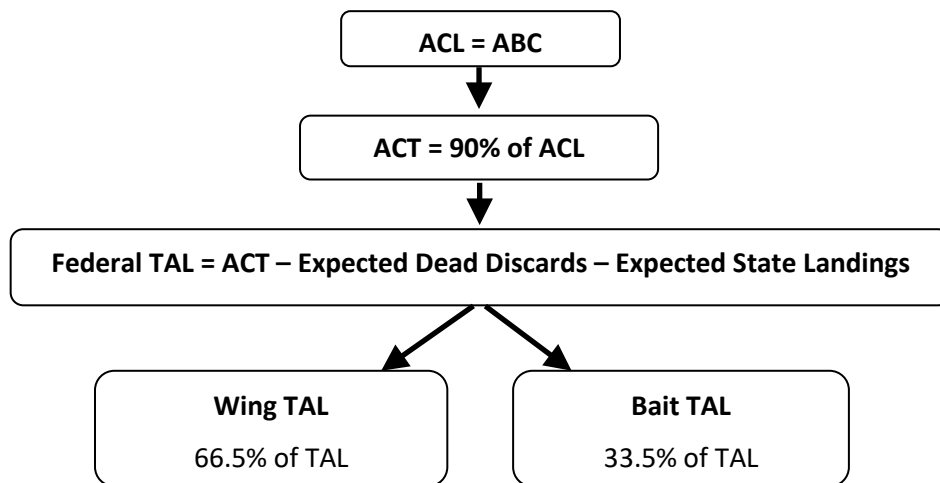 ACL = ABC
ACT = 90% of ACL
Federal TAL = ACT – Expected Dead Discards – Expected State Landings
Wing TAL
66.5% of TAL
Bait TAL
33.5% of TAL